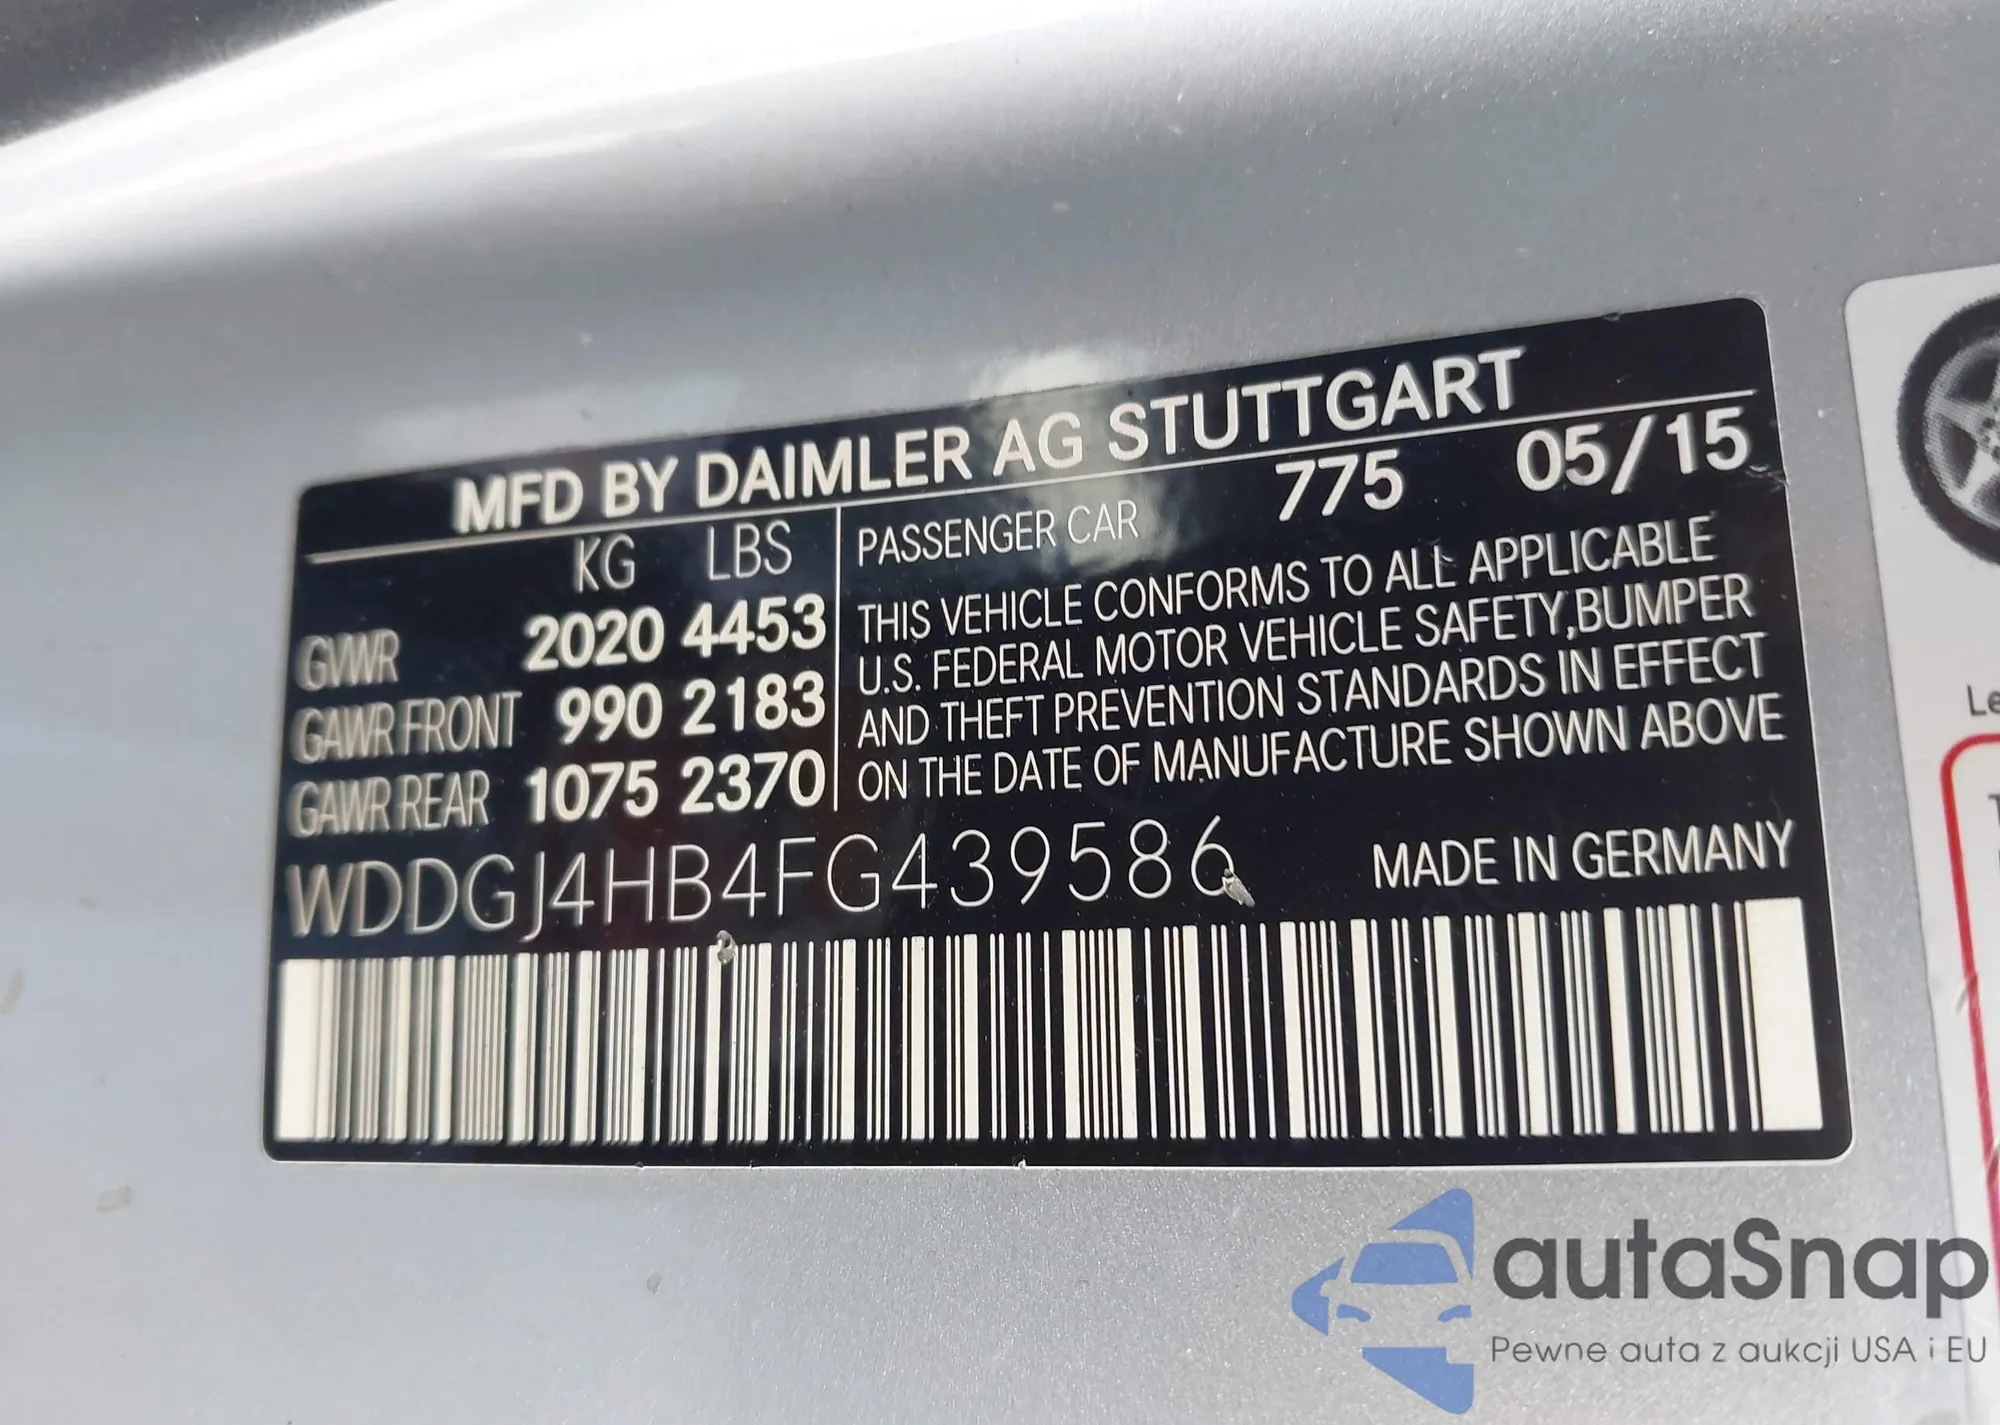 MFD BY DAIMLER AG STUTTGART
KG LBS
GVWR 2020 4453
GAWR FRONT 990 2183
GAWR REAR 1075 2370
PASSENGER CAR 775 05/15
THIS VEHICLE CONFORMS TO ALL APPLICABLE
U.S. FEDERAL MOTOR VEHICLE SAFETY,BUMPER
AND THEFT PREVENTION STANDARDS IN EFFECT
ON THE DATE OF MANUFACTURE SHOWN ABOVE
WDDGJ4HB4FG439586 MADE IN GERMANY
autaSnap
Pewne auta z aukcji USA i EU